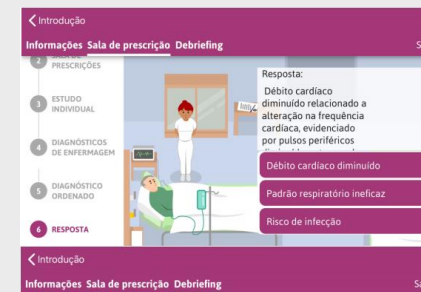 Introdução
Informações Sala de prescrição Debriefing
2
PRESCRIÇÕES
3 ESTUDO
INDIVIDUAL
4 DIAGNÓSTICOS
DE ENFERMAGEM
5 DIAGNÓSTICO
ORDENADO
6 RESPOSTA
Resposta:
Débito cardíaco
diminuído relacionado a
alteração na frequência
cardíaca, evidenciado
por pulsos periféricos
Débito cardíaco diminuído
Padrão respiratório ineficaz
Risco de infecção
Introdução
Informações Sala de prescrição Debriefing